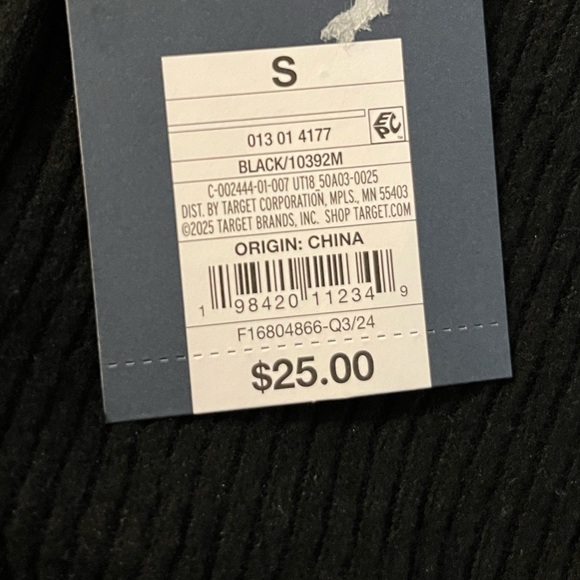 S
EPC
013 01 4177
BLACK/10392M
C-002444-01-007 UT18 50A03-0025
DIST. BY TARGET CORPORATION, MPLS., MN 55403
©2025 TARGET BRANDS, INC. SHOP TARGET.COM
ORIGIN: CHINA
1 98420 11234 9
F16804866-Q3/24
$25.00